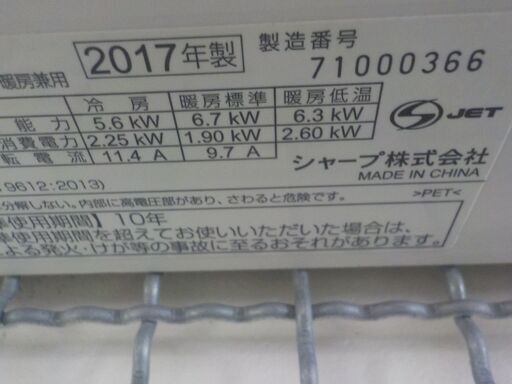 2017年製 製造番号
暖房兼用 71000366
冷房 暖房標準 暖房低温
能力 5.6 kW 6.7 kW 6.3 kW
消費電力 2.25 kW 1.90 kW 2.60 kW
転電流 11.4 A 9.7 A
JET
シャープ株式会社
MADE IN CHINA
9612:2013)
>PET<
分解しない。内部に高電圧部があり、さわると危険です。
準使用期間】10年
準使用期間を超えてお使いいただいた場合は、
による発火・けが等の事故に至るおそれがあります。